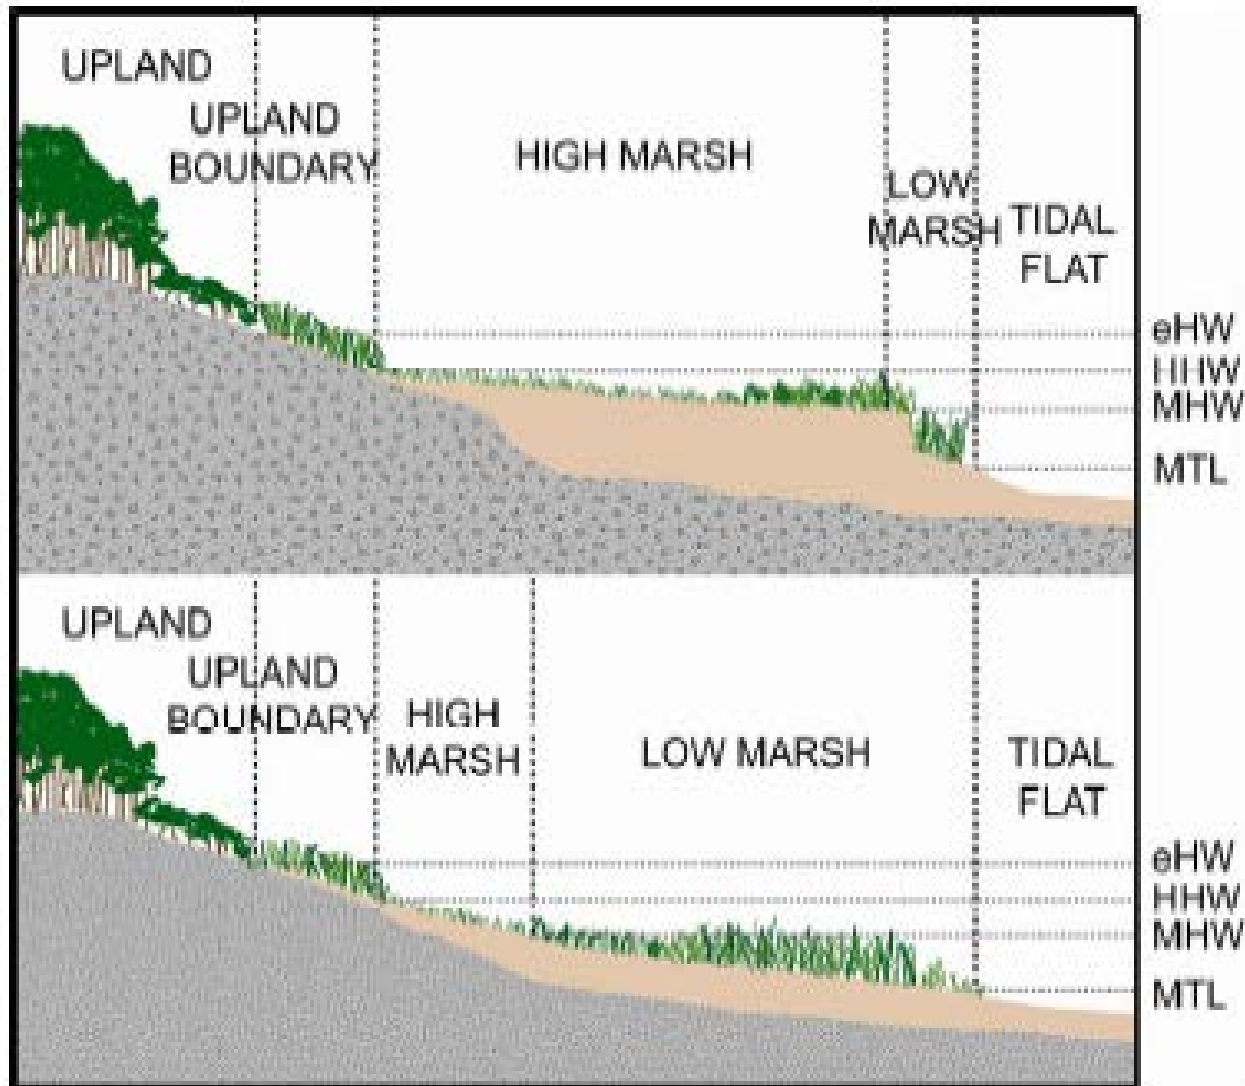 UPLAND
UPLAND
BOUNDARY
HIGH MARSH
LOW
MARSH
TIDAL
FLAT
eHW
HHW
MHW
MTL
UPLAND
UPLAND
BOUNDARY
HIGH
MARSH
LOW MARSH
TIDAL
FLAT
eHW
HHW
MHW
MTL